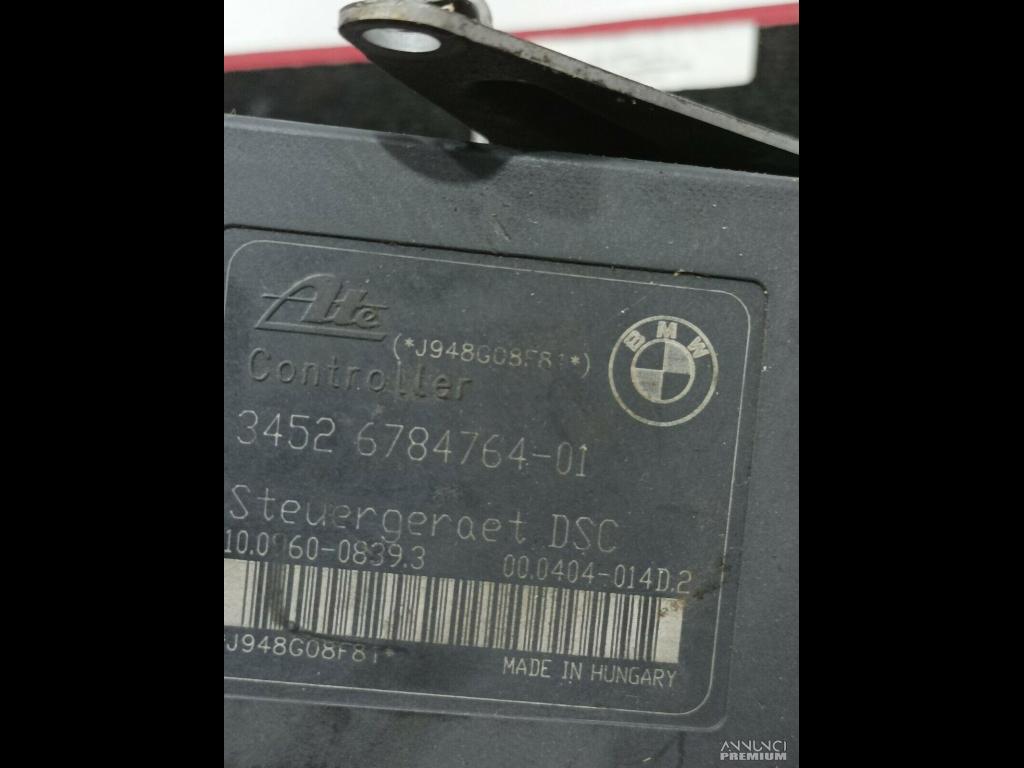 Ate
(*J948G08F81*)
BMW
Controller
3452 6784764-01
Steuergeraet DSC
10.0960-0839.3 00.0404-014D.2
J948G08F81*
MADE IN HUNGARY
ANNUNCI
PREMIUM